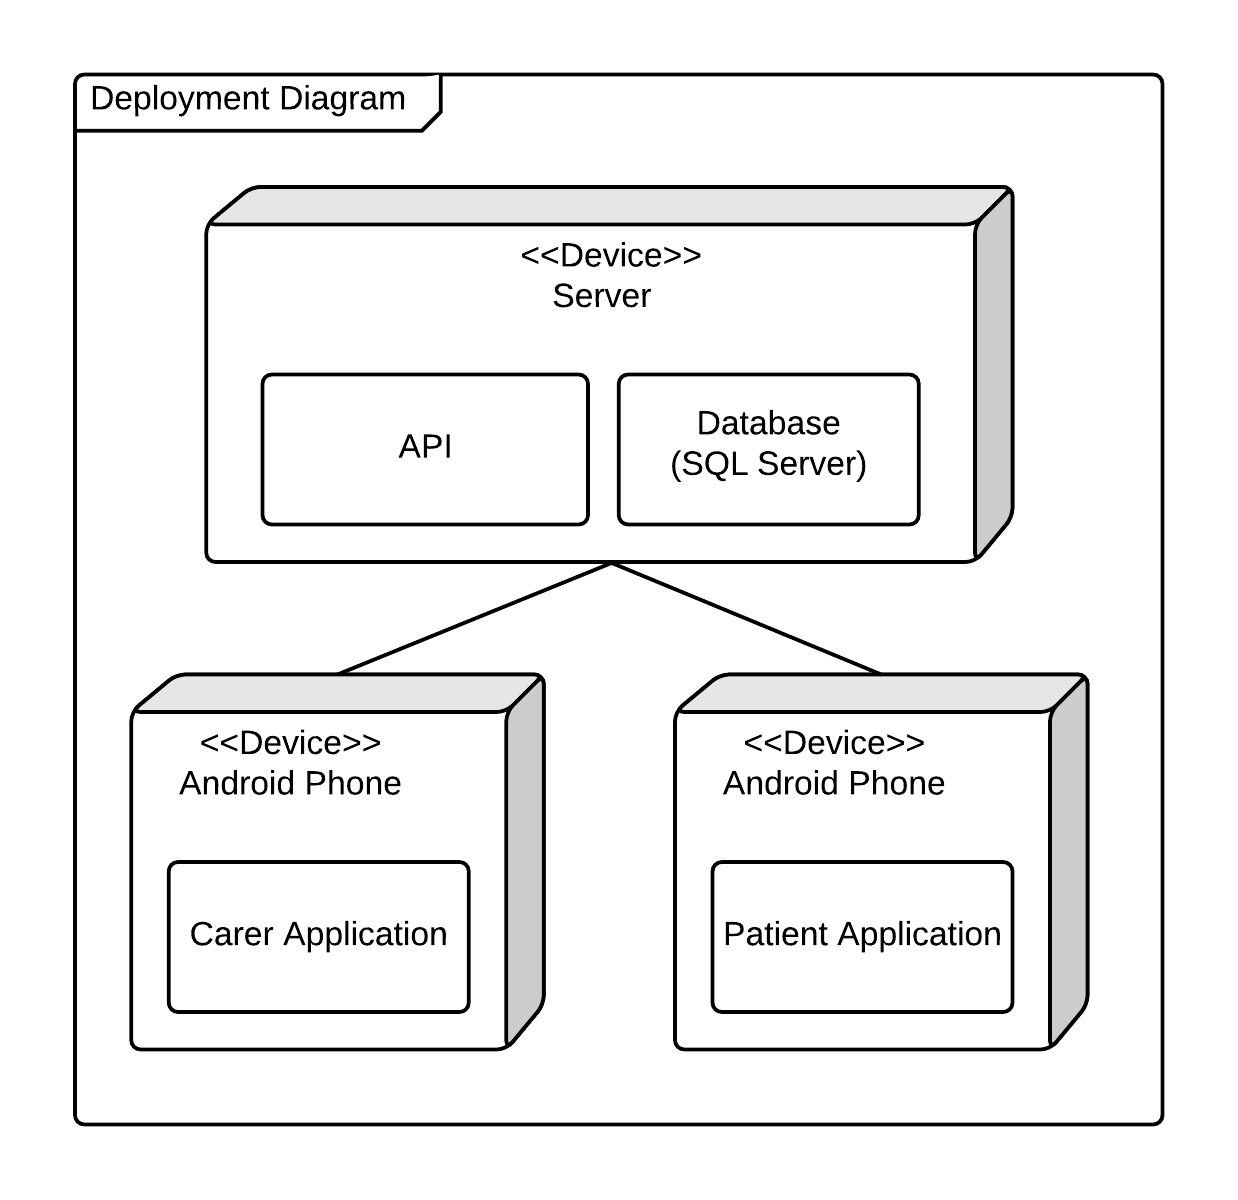 Deployment Diagram
<<Device>>
Server
API
Database
(SQL Server)
<<Device>>
Android Phone
Carer Application
<<Device>>
Android Phone
Patient Application